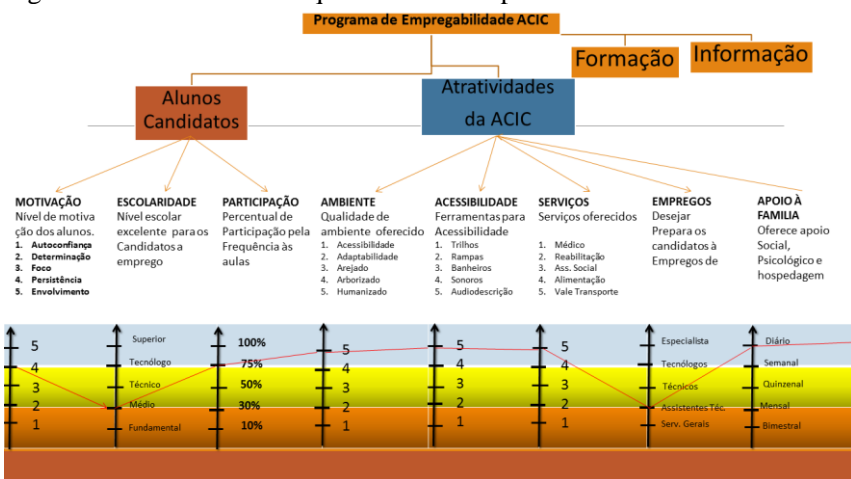 Programa de Empregabilidade ACIC
Formação
Informação
Alunos
Candidatos
Atratividades
da ACIC
MOTIVAÇÃO
Nível de motiva
ção dos alunos.
1. Autoconfiança
2. Determinação
3. Foco
4. Persistência
5. Envolvimento
ESCOLARIDADE
Nível escolar
excelente para os
Candidatos a
emprego
PARTICIPAÇÃO
Percentual de
Participação pela
Frequência às
aulas
AMBIENTE
Qualidade de
ambiente oferecido
1. Acessibilidade
2. Adaptabilidade
3. Arejado
4. Arborizado
5. Humanizado
ACESSIBILIDADE
Ferramentas para
Acessibilidade
1. Trilhos
2. Rampas
3. Banheiros
4. Sonoros
5. Audiodescrição
SERVIÇOS
Serviços oferecidos
1. Médico
2. Reabilitação
3. Ass. Social
4. Alimentação
5. Vale Transporte
EMPREGOS
Desejar
Prepara os
candidatos à
Empregos de
APOIO À
FAMILIA
Oferece apoio
Social,
Psicológico e
hospedagem
5
4
3
2
1
Superior
Tecnólogo
Técnico
Médio
Fundamental
100%
75%
50%
30%
10%
5
4
3
2
1
5
4
3
2
1
5
4
3
2
1
Especialista
Tecnólogos
Técnicos
Assistentes Téc.
Serv. Gerais
Diário
Semanal
Quinzenal
Mensal
Bimestral